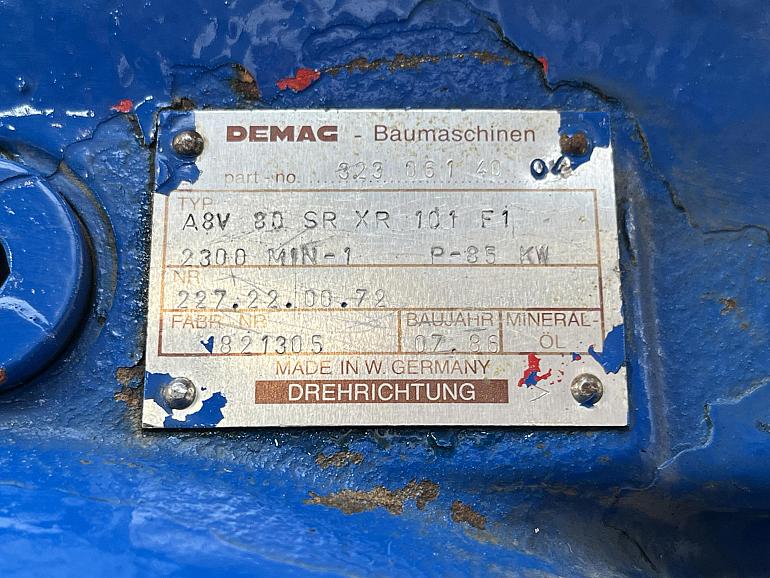 DEMAG - Baumaschinen
part-no. 323 061 40 04
TYP
A8V 80 SR XR 101 F1
2300 MIN-1 P-85 KW
NR.
227.22.00.72
FABR.-NR. BAUJAHR MINERAL-
821305 07.86 ÖL
MADE IN W. GERMANY
DREHRICHTUNG >